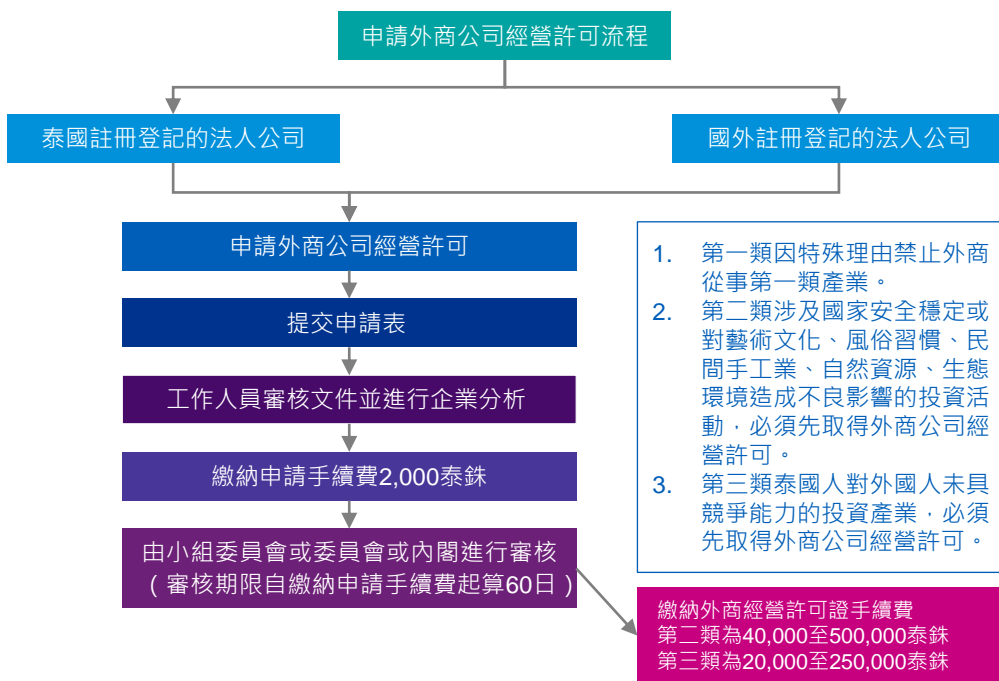 申請外商公司經營許可流程
泰國註冊登記的法人公司
國外註冊登記的法人公司
申請外商公司經營許可
提交申請表
工作人員審核文件並進行企業分析
繳納申請手續費2,000泰銖
由小組委員會或委員會或內閣進行審核
（審核期限自繳納申請手續費起算60日）
1. 第一類因特殊理由禁止外商
從事第一類產業。
2. 第二類涉及國家安全穩定或
對藝術文化、風俗習慣、民
間手工業、自然資源、生態
環境造成不良影響的投資活
動，必須先取得外商公司經
營許可。
3. 第三類泰國人對外國人未具
競爭能力的投資產業，必須
先取得外商公司經營許可。
繳納外商經營許可證手續費
第二類為40,000至500,000泰銖
第三類為20,000至250,000泰銖